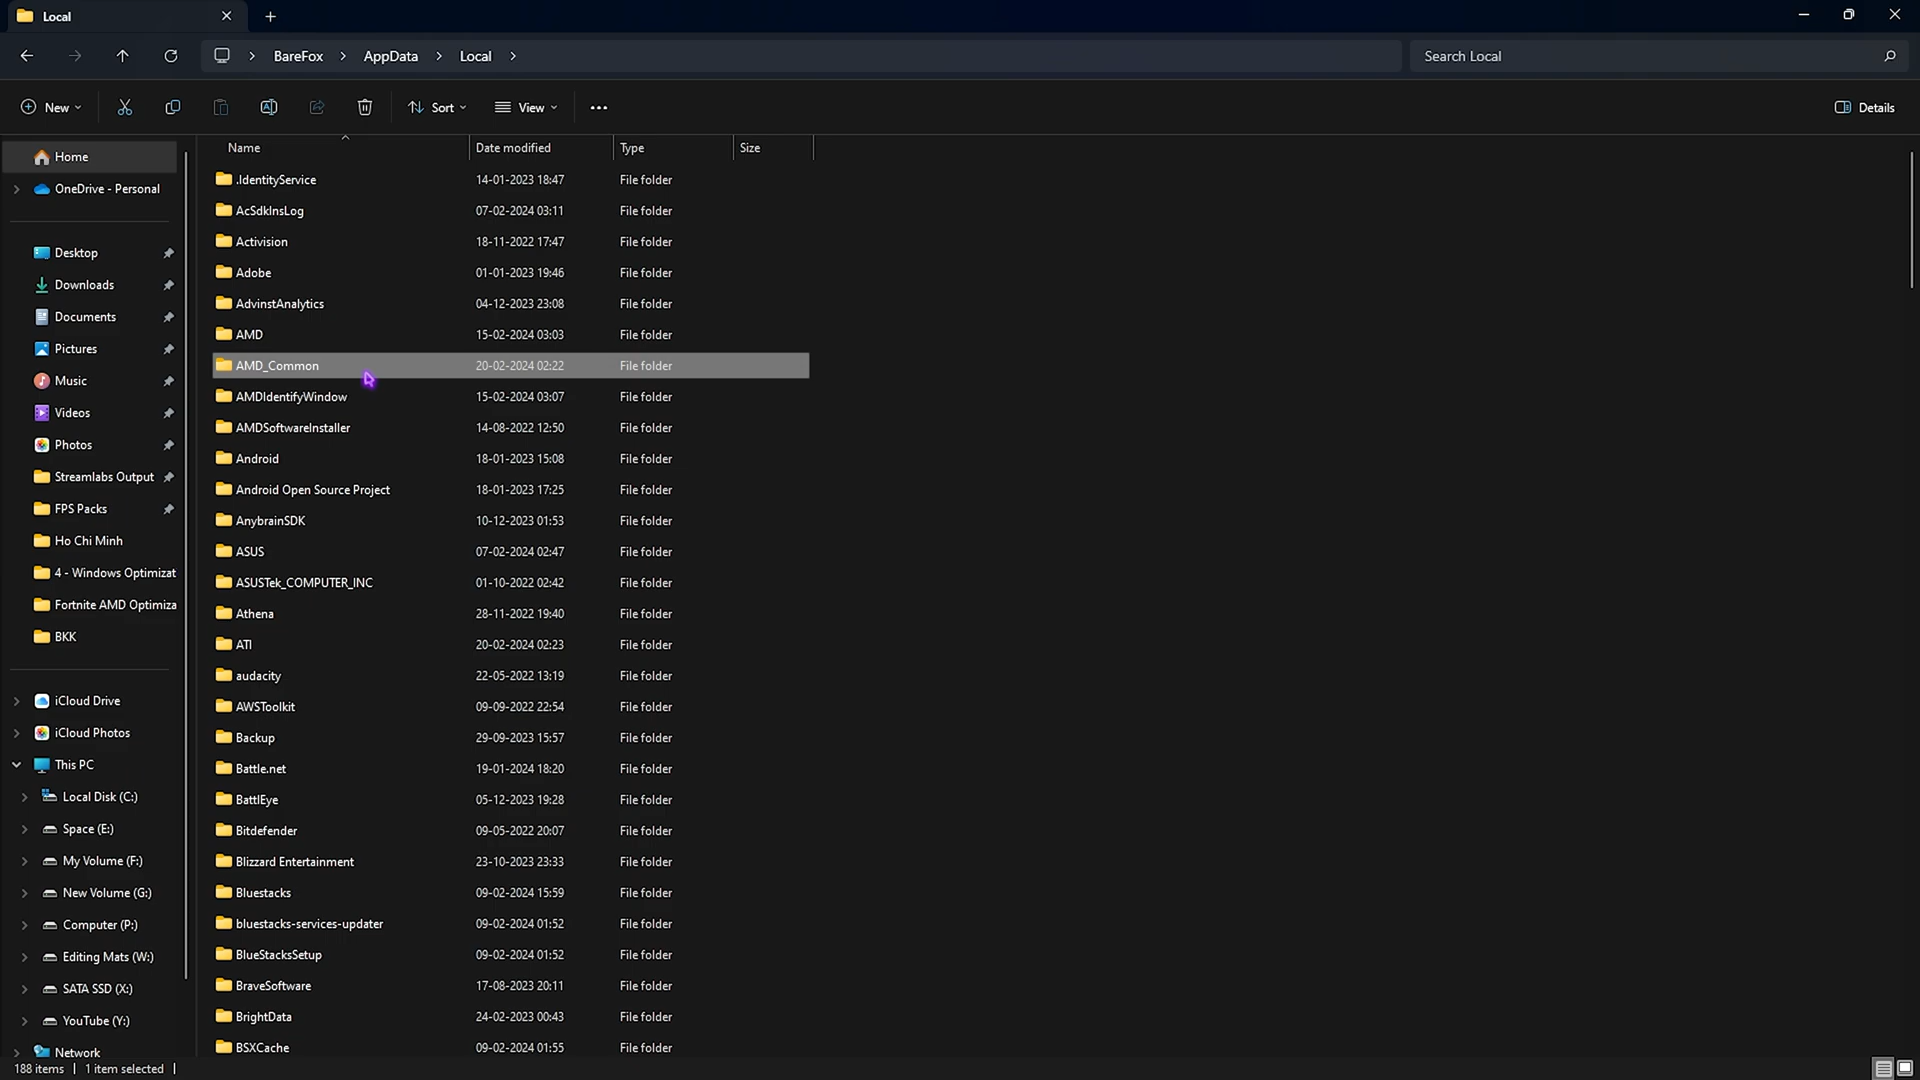 Local
BareFox > AppData > Local >
Search Local
New
Sort
View
Details
Name Date modified Type Size
Home
OneDrive - Personal
Desktop
Downloads
Documents
Pictures
Music
Videos
Photos
Streamlabs Output
FPS Packs
Ho Chi Minh
4 - Windows Optimizat
Fortnite AMD Optimiza
BKK
iCloud Drive
iCloud Photos
This PC
Local Disk (C:)
Space (E:)
My Volume (F:)
New Volume (G:)
Computer (P:)
Editing Mats (W:)
SATA SSD (X:)
YouTube (Y:)
Network
.IdentityService 14-01-2023 18:47 File folder
AcSdkInsLog 07-02-2024 03:11 File folder
Activision 18-11-2022 17:47 File folder
Adobe 01-01-2023 19:46 File folder
AdvinstAnalytics 04-12-2023 23:08 File folder
AMD 15-02-2024 03:03 File folder
AMD_Common 20-02-2024 02:22 File folder
AMDIdentifyWindow 15-02-2024 03:07 File folder
AMDSoftwareInstaller 14-08-2022 12:50 File folder
Android 18-01-2023 15:08 File folder
Android Open Source Project 18-01-2023 17:25 File folder
AnybrainSDK 10-12-2023 01:53 File folder
ASUS 07-02-2024 02:47 File folder
ASUSTek_COMPUTER_INC 01-10-2022 02:42 File folder
Athena 28-11-2022 19:40 File folder
ATI 20-02-2024 02:23 File folder
audacity 22-05-2022 13:19 File folder
AWSToolkit 09-09-2022 22:54 File folder
Backup 29-09-2023 15:57 File folder
Battle.net 19-01-2024 18:20 File folder
BattlEye 05-12-2023 19:28 File folder
Bitdefender 09-05-2022 20:07 File folder
Blizzard Entertainment 23-10-2023 23:33 File folder
Bluestacks 09-02-2024 15:59 File folder
bluestacks-services-updater 09-02-2024 01:52 File folder
BlueStacksSetup 09-02-2024 01:52 File folder
BraveSoftware 17-08-2023 20:11 File folder
BrightData 24-02-2023 00:43 File folder
BSXCache 09-02-2024 01:55 File folder
188 items | 1 item selected |